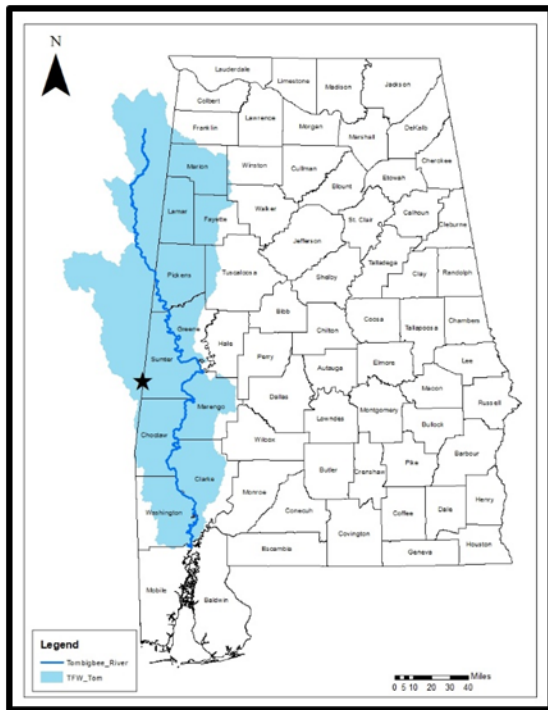 N
Lauderdale
Limestone
Madison
Jackson
Colbert
Lawrence
Franklin
Morgan
Marshall
DeKalb
Marion
Winston
Cullman
Cherokee
Etowah
Blount
Lamar
Fayette
Walker
St. Clair
Calhoun
Cleburne
Jefferson
Talladega
Pickens
Tuscaloosa
Shelby
Clay
Randolph
Bibb
Greene
Chilton
Coosa
Tallapoosa
Chambers
Hale
Sumter
Perry
Autauga
Elmore
Lee
Macon
Dallas
Russell
Marengo
Lowndes
Montgomery
Choctaw
Bullock
Wilcox
Barbour
Clarke
Butler
Crenshaw
Pike
Monroe
Henry
Washington
Conecuh
Coffee
Dale
Covington
Houston
Escambia
Geneva
Mobile
Baldwin
Legend
Tombigbee_River
TFW_Tom
Miles
0 5 10 20 30 40